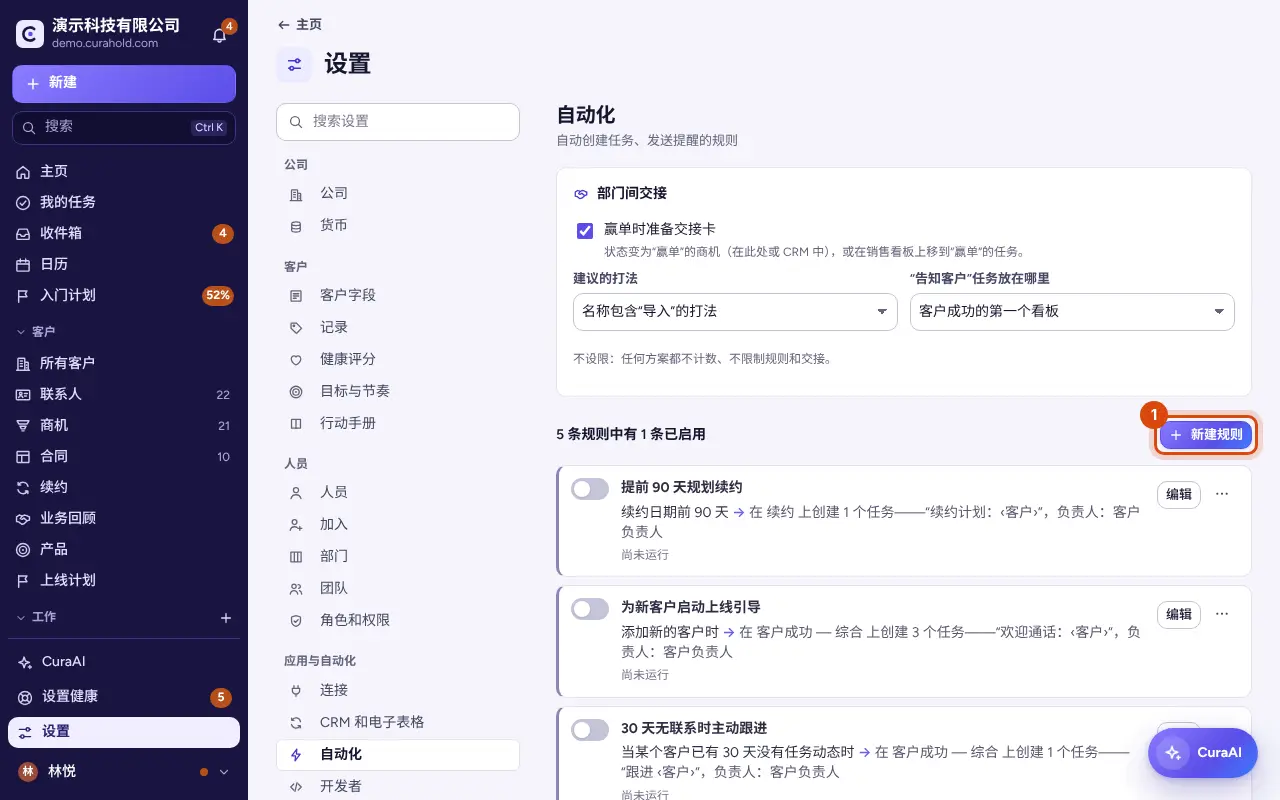 演示科技有限公司
demo.curahold.com
4
新建
搜索
Ctrl K
主页
我的任务
收件箱
4
日历
入门计划
52%
客户
所有客户
联系人
22
商机
21
合同
10
续约
业务回顾
产品
上线计划
工作
CuraAI
设置健康
5
设置
林
林悦
主页
设置
搜索设置
公司
公司
货币
客户
客户字段
记录
健康评分
目标与节奏
行动手册
人员
人员
加入
部门
团队
角色和权限
应用与自动化
连接
CRM 和电子表格
自动化
开发者
自动化
自动创建任务、发送提醒的规则
部门间交接
赢单时准备交接卡
状态变为“赢单”的商机（在此处或 CRM 中），或在销售看板上移到“赢单”的任务。
建议的打法
名称包含“导入”的打法
“告知客户”任务放在哪里
客户成功的第一个看板
不设限：任何方案都不计数、不限制规则和交接。
5 条规则中有 1 条已启用
1
新建规则
提前 90 天规划续约
续约日期前 90 天 → 在 续约 上创建 1 个任务——“续约计划：‹客户›”，负责人：客户
负责人
尚未运行
编辑
为新客户启动上线引导
添加新的客户时 → 在 客户成功 — 综合 上创建 3 个任务——“欢迎通话：‹客户›”，负
责人：客户负责人
尚未运行
编辑
30 天无联系时主动跟进
当某个客户已有 30 天没有任务动态时 → 在 客户成功 — 综合 上创建 1 个任务——
“跟进 ‹客户›”，负责人：客户负责人
尚未运行
CuraAI